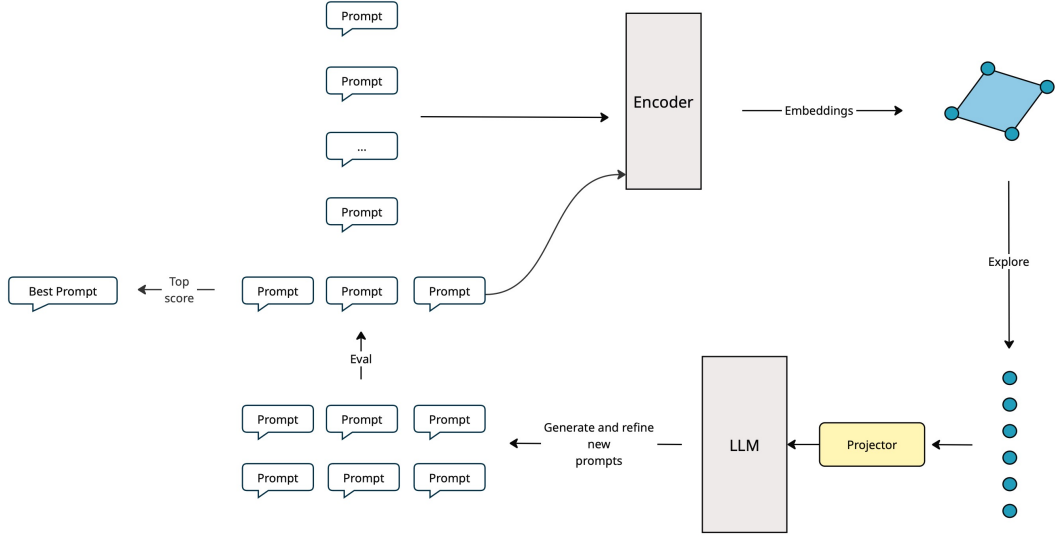 Prompt
Prompt
...
Prompt
Encoder
Embeddings
Explore
Best Prompt
Top
score
Prompt
Prompt
Prompt
Eval
Prompt
Prompt
Prompt
Prompt
Prompt
Prompt
Generate and refine
new
prompts
LLM
Projector